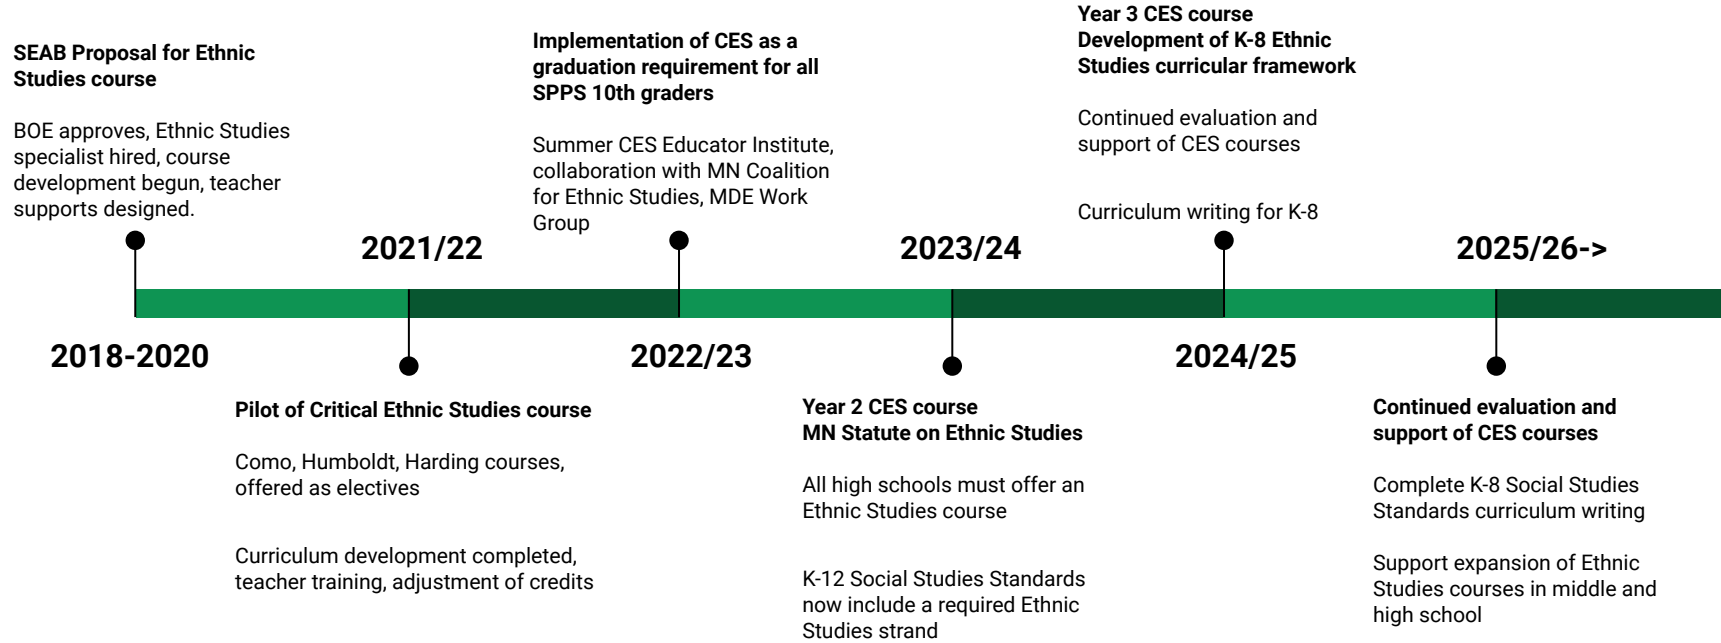 SEAB Proposal for Ethnic
Studies course
BOE approves, Ethnic Studies
specialist hired, course
development begun, teacher
supports designed.
2018-2020
2021/22
Pilot of Critical Ethnic Studies course
Como, Humboldt, Harding courses,
offered as electives
Curriculum development completed,
teacher training, adjustment of credits
Implementation of CES as a
graduation requirement for all
SPPS 10th graders
Summer CES Educator Institute,
collaboration with MN Coalition
for Ethnic Studies, MDE Work
Group
2022/23
2023/24
Year 2 CES course
MN Statute on Ethnic Studies
All high schools must offer an
Ethnic Studies course
K-12 Social Studies Standards
now include a required Ethnic
Studies strand
Year 3 CES course
Development of K-8 Ethnic
Studies curricular framework
Continued evaluation and
support of CES courses
Curriculum writing for K-8
2024/25
2025/26->
Continued evaluation and
support of CES courses
Complete K-8 Social Studies
Standards curriculum writing
Support expansion of Ethnic
Studies courses in middle and
high school